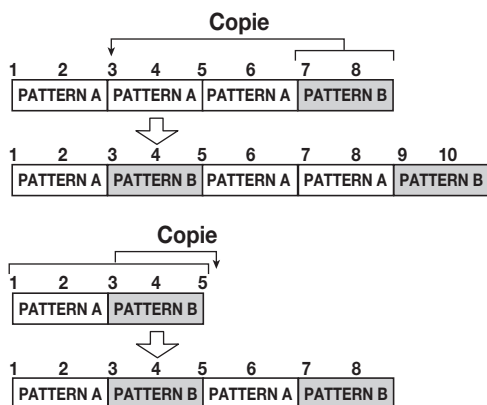 Copie
1 2 3 4 5 6 7 8
PATTERN A PATTERN A PATTERN A PATTERN B
1 2 3 4 5 6 7 8 9 10
PATTERN A PATTERN B PATTERN A PATTERN A PATTERN B
Copie
1 2 3 4 5
PATTERN A PATTERN B
1 2 3 4 5 6 7 8
PATTERN A PATTERN B PATTERN A PATTERN B